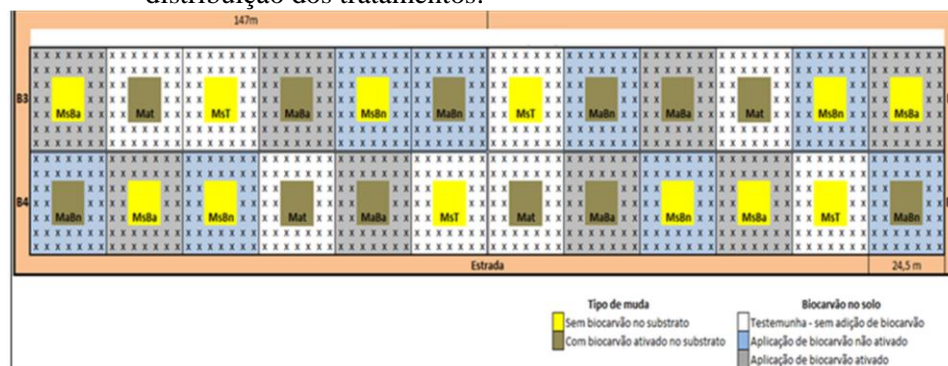 distribuição dos tratamentos.
147m
B3 MsBa Mat MsT MaBa MsBn MaBn MsT MaBn MaBa Mat MsBn MsBa
B4 MaBn MsBa MsBn Mat MaBa MsT Mat MaBa MsBn MsBa MsT MaBn
Estrada 24,5 m
Tipo de muda
Sem biocarvão no substrato
Com biocarvão ativado no substrato
Biocarvão no solo
Testemunha - sem adição de biocarvão
Aplicação de biocarvão não ativado
Aplicação de biocarvão ativado